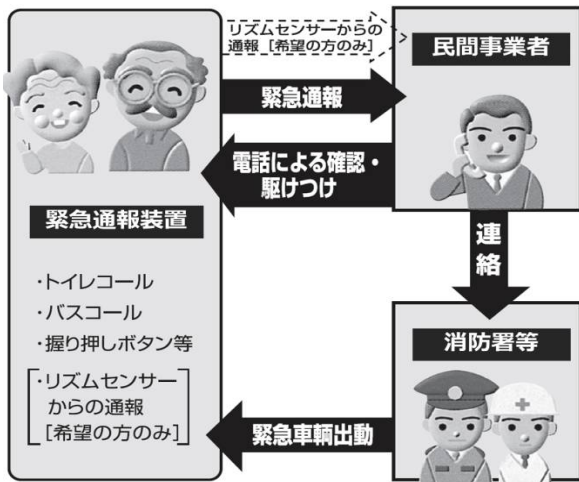 リズムセンサーからの
通報［希望の方のみ］
民間事業者
緊急通報
電話による確認・
駆けつけ
緊急通報装置
・トイレコール
・バスコール
・握り押しボタン等
・リズムセンサー
からの通報
［希望の方のみ］
連絡
消防署等
緊急車輌出動